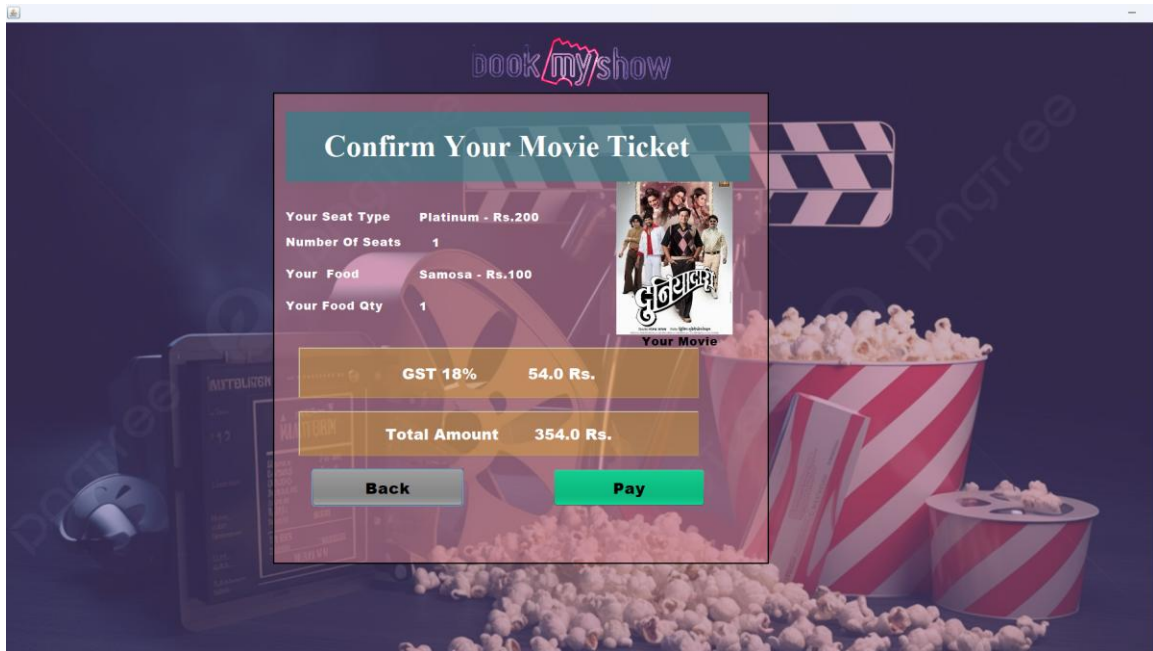 book my show
Confirm Your Movie Ticket
Your Seat Type Platinum - Rs.200
Number Of Seats 1
Your Food Samosa - Rs.100
Your Food Qty 1
दुनियादारी
Your Movie
GST 18% 54.0 Rs.
Total Amount 354.0 Rs.
Back Pay
pngtree
pngtree